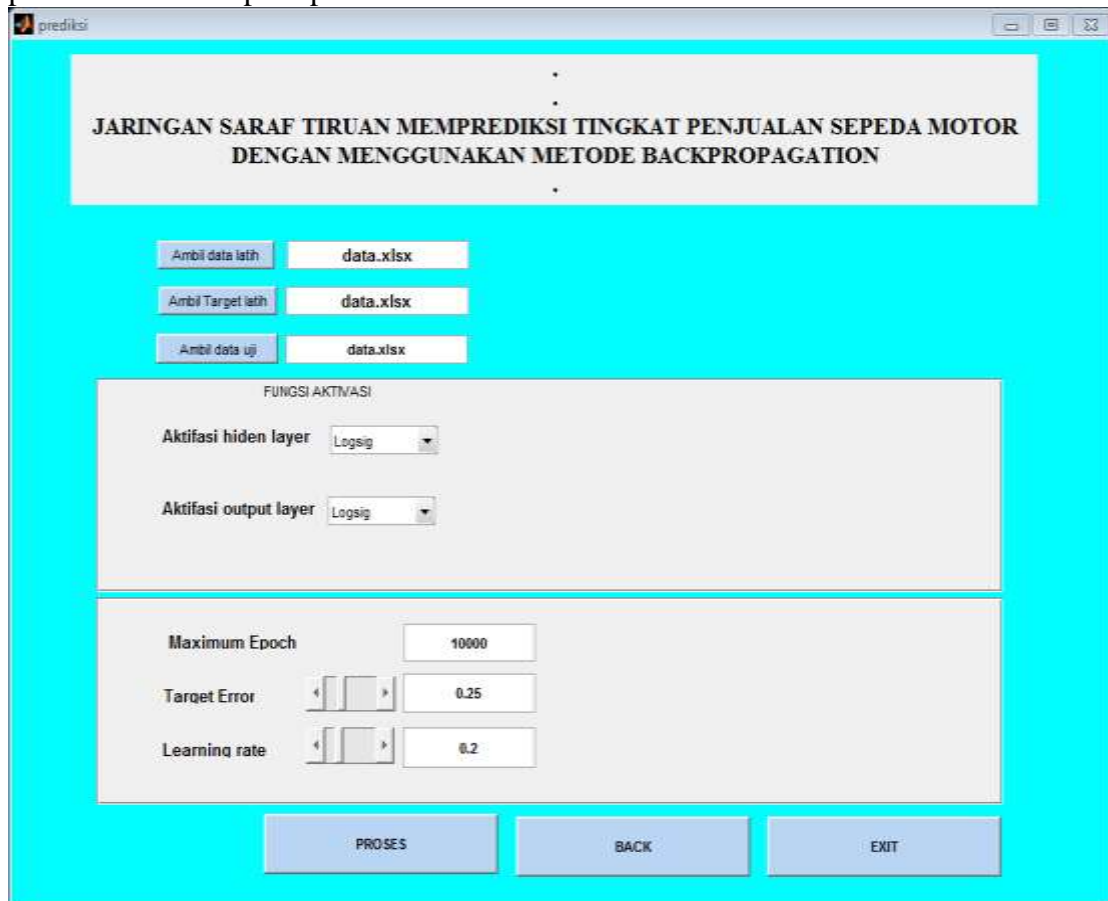 prediksi
.
.
JARINGAN SARAF TIRUAN MEMPREDIKSI TINGKAT PENJUALAN SEPEDA MOTOR
DENGAN MENGGUNAKAN METODE BACKPROPAGATION
.
Ambil data latih data.xlsx
Ambil Target latih data.xlsx
Ambil data uji data.xlsx
FUNGSI AKTIVASI
Aktifasi hiden layer Logsig
Aktifasi output layer Logsig
Maximum Epoch 10000
Target Error 0.25
Learning rate 0.2
PROSES BACK EXIT